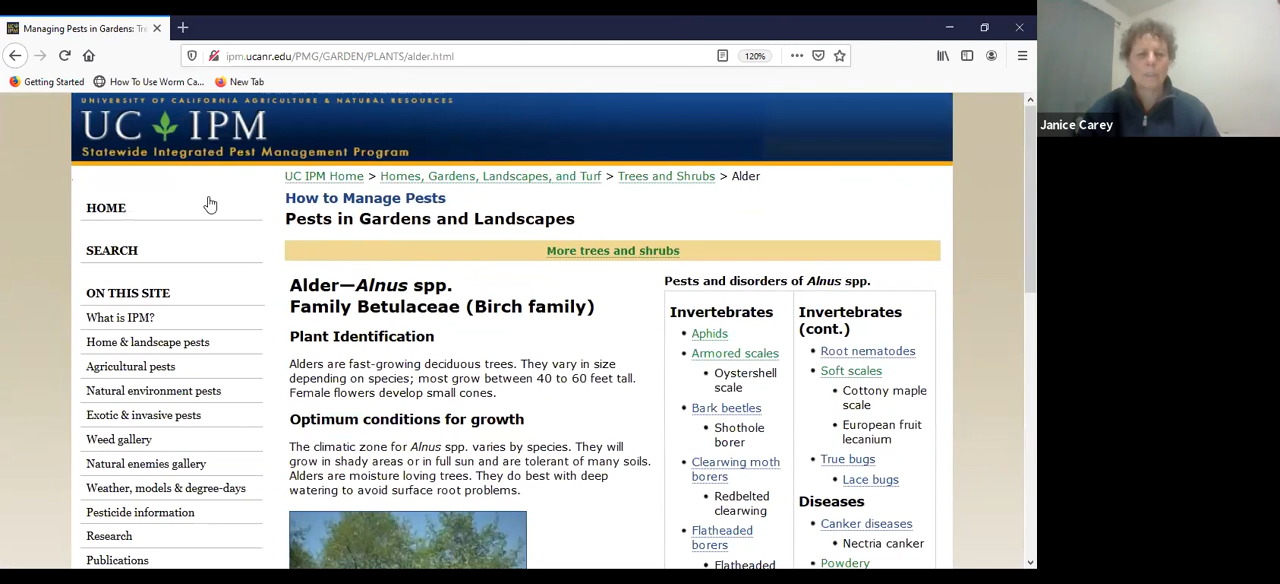 Managing Pests in Gardens: Tre
ipm.ucanr.edu/PMG/GARDEN/PLANTS/alder.html
120%
Getting Started
How To Use Worm Ca...
New Tab
Janice Carey
UNIVERSITY OF CALIFORNIA AGRICULTURE & NATURAL RESOURCES
UC IPM
Statewide Integrated Pest Management Program
HOME
SEARCH
ON THIS SITE
What is IPM?
Home & landscape pests
Agricultural pests
Natural environment pests
Exotic & invasive pests
Weed gallery
Natural enemies gallery
Weather, models & degree-days
Pesticide information
Research
Publications
UC IPM Home > Homes, Gardens, Landscapes, and Turf > Trees and Shrubs > Alder
How to Manage Pests
Pests in Gardens and Landscapes
More trees and shrubs
Alder—Alnus spp.
Family Betulaceae (Birch family)
Plant Identification
Alders are fast-growing deciduous trees. They vary in size
depending on species; most grow between 40 to 60 feet tall.
Female flowers develop small cones.
Optimum conditions for growth
The climatic zone for Alnus spp. varies by species. They will
grow in shady areas or in full sun and are tolerant of many soils.
Alders are moisture loving trees. They do best with deep
watering to avoid surface root problems.
Pests and disorders of Alnus spp.
Invertebrates
Aphids
Armored scales
Oystershell
scale
Bark beetles
Shothole
borer
Clearwing moth
borers
Redbelted
clearwing
Flatheaded
borers
Flatheaded
Invertebrates
(cont.)
Root nematodes
Soft scales
Cottony maple
scale
European fruit
lecanium
True bugs
Lace bugs
Diseases
Canker diseases
Nectria canker
Powdery